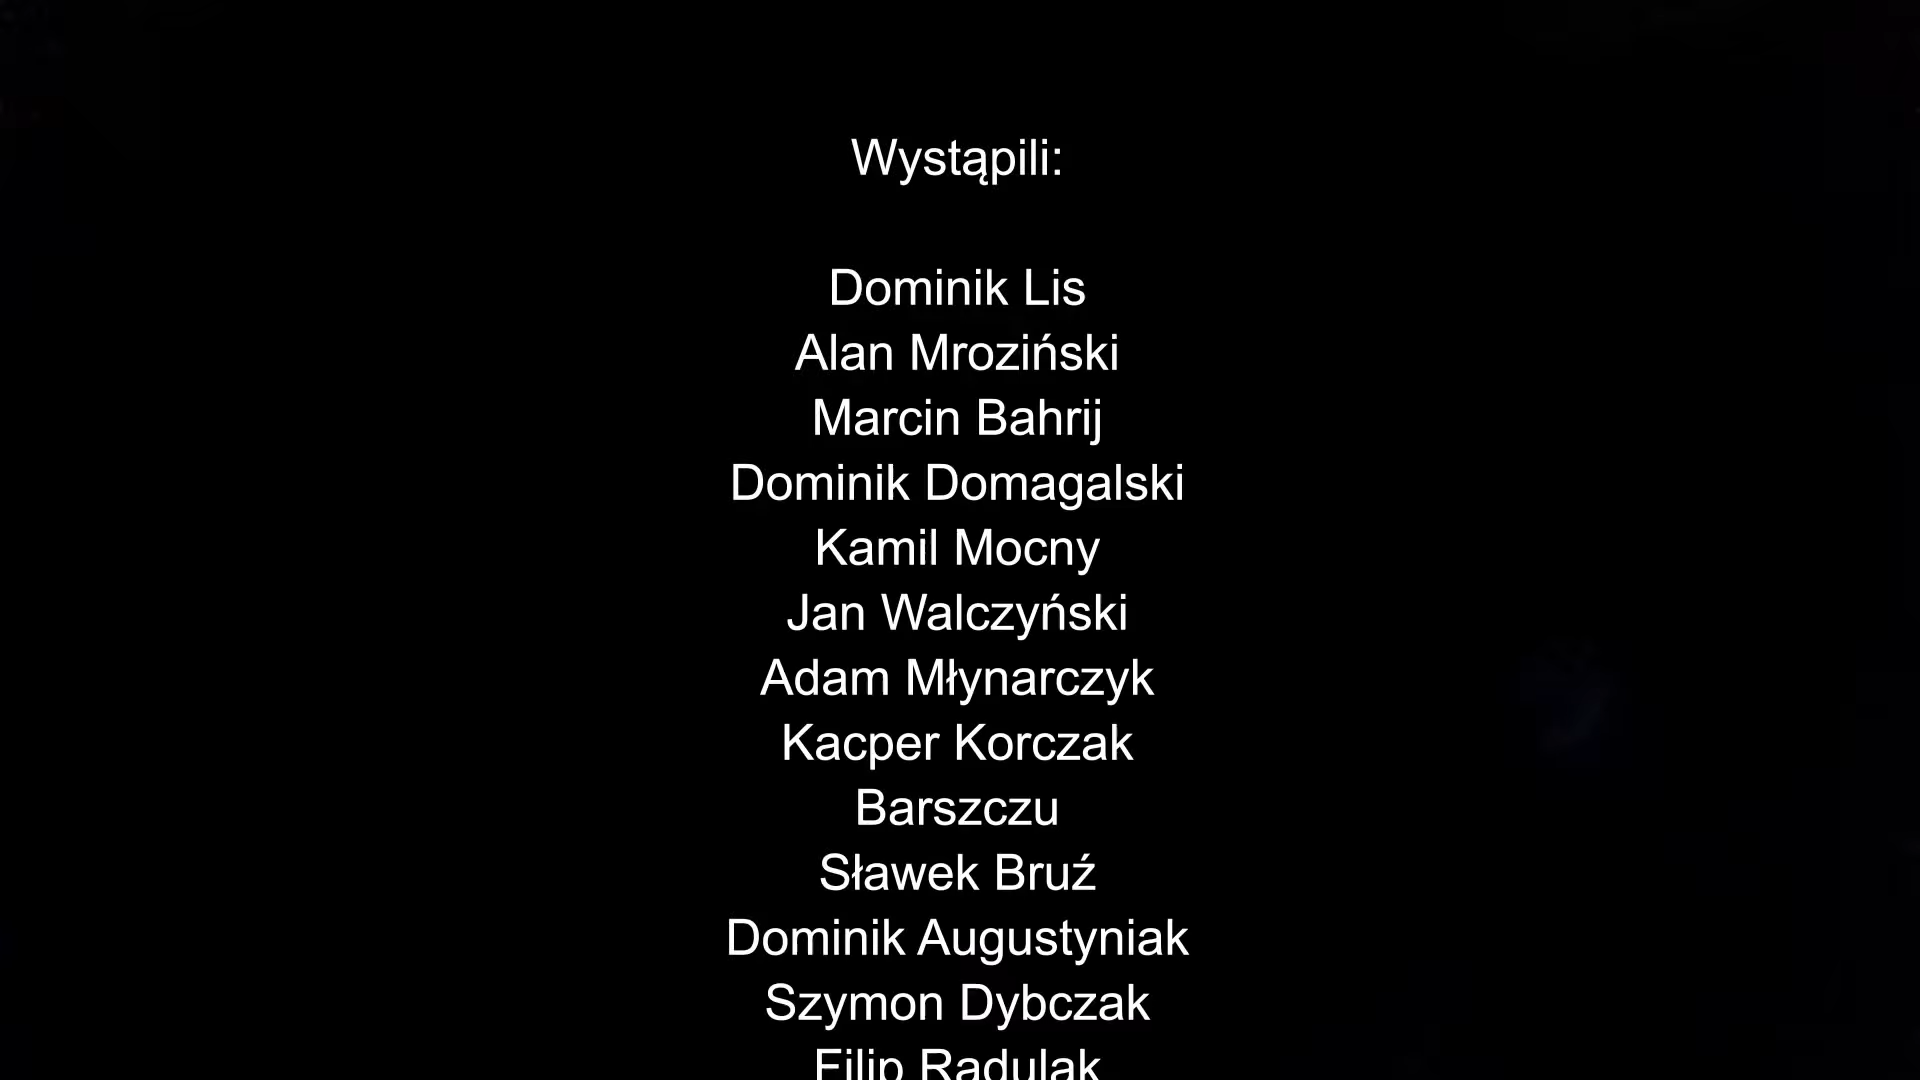 Wystąpili:
Dominik Lis
Alan Mroziński
Marcin Bahrij
Dominik Domagalski
Kamil Mocny
Jan Walczyński
Adam Młynarczyk
Kacper Korczak
Barszczu
Sławek Bruź
Dominik Augustyniak
Szymon Dybczak
Filip Radulak